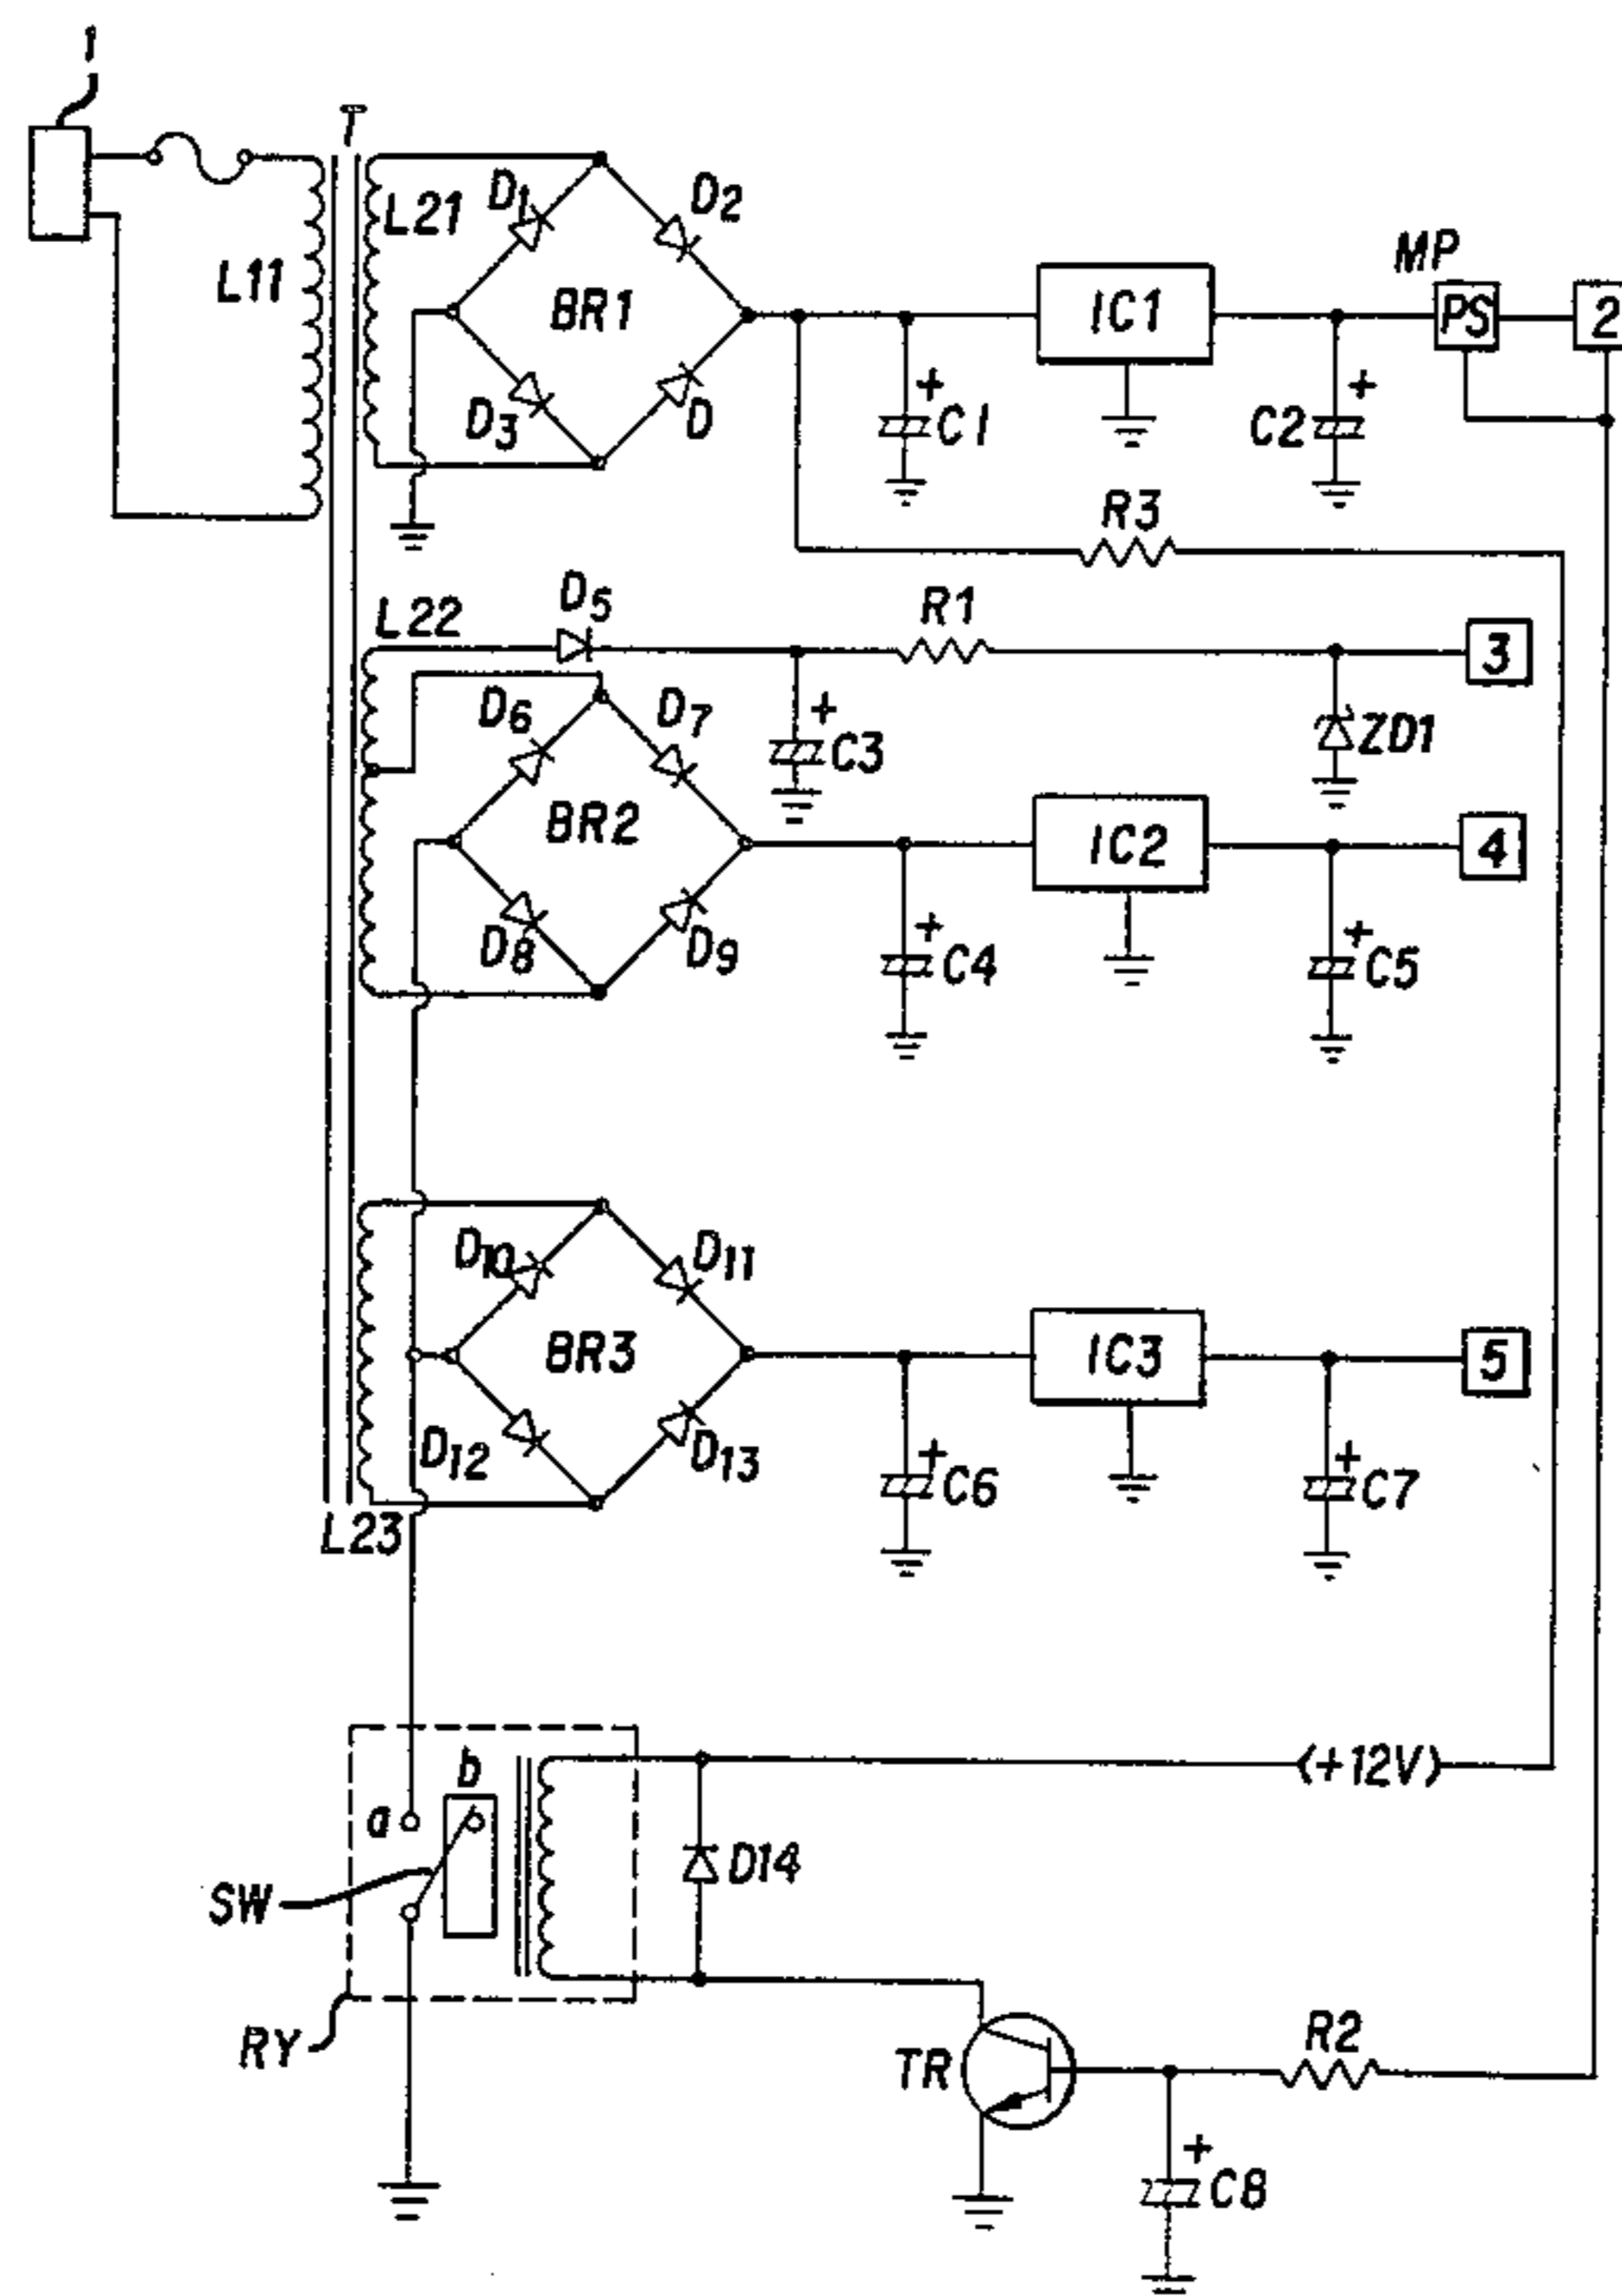 1
T
L11
L21
D1
D2
BR1
D3
D
IC1
MP
PS
2
C1
+
C2
+
R3
L22
D5
R1
3
D6
D7
C3
+
ZD1
BR2
IC2
4
D8
D9
C4
+
C5
+
D10
D11
BR3
IC3
5
D12
D13
C6
+
C7
+
L23
a
b
(+12V)
SW
D14
RY
TR
R2
C8
+